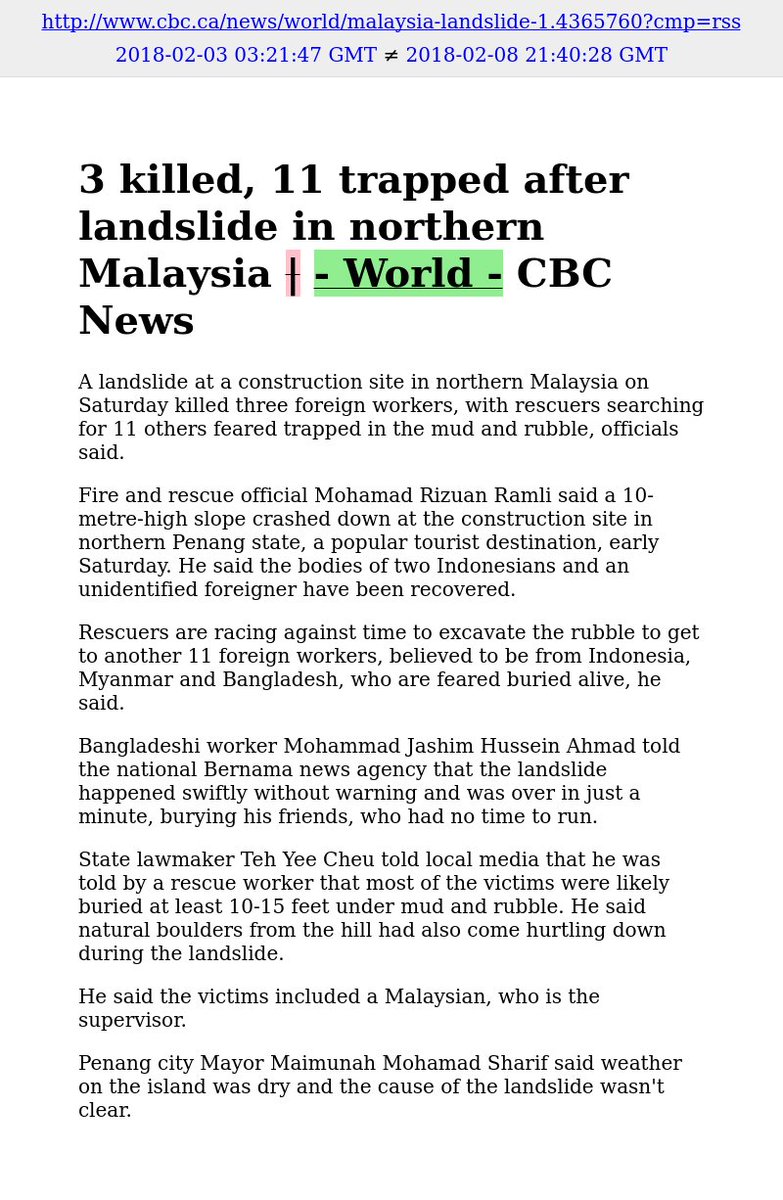 http://www.cbc.ca/news/world/malaysia-landslide-1.4365760?cmp=rss
2018-02-03 03:21:47 GMT ≠ 2018-02-08 21:40:28 GMT
3 killed, 11 trapped after
landslide in northern
Malaysia | - World - CBC
News
A landslide at a construction site in northern Malaysia on
Saturday killed three foreign workers, with rescuers searching
for 11 others feared trapped in the mud and rubble, officials
said.
Fire and rescue official Mohamad Rizuan Ramli said a 10-
metre-high slope crashed down at the construction site in
northern Penang state, a popular tourist destination, early
Saturday. He said the bodies of two Indonesians and an
unidentified foreigner have been recovered.
Rescuers are racing against time to excavate the rubble to get
to another 11 foreign workers, believed to be from Indonesia,
Myanmar and Bangladesh, who are feared buried alive, he
said.
Bangladeshi worker Mohammad Jashim Hussein Ahmad told
the national Bernama news agency that the landslide
happened swiftly without warning and was over in just a
minute, burying his friends, who had no time to run.
State lawmaker Teh Yee Cheu told local media that he was
told by a rescue worker that most of the victims were likely
buried at least 10-15 feet under mud and rubble. He said
natural boulders from the hill had also come hurtling down
during the landslide.
He said the victims included a Malaysian, who is the
supervisor.
Penang city Mayor Maimunah Mohamad Sharif said weather
on the island was dry and the cause of the landslide wasn't
clear.